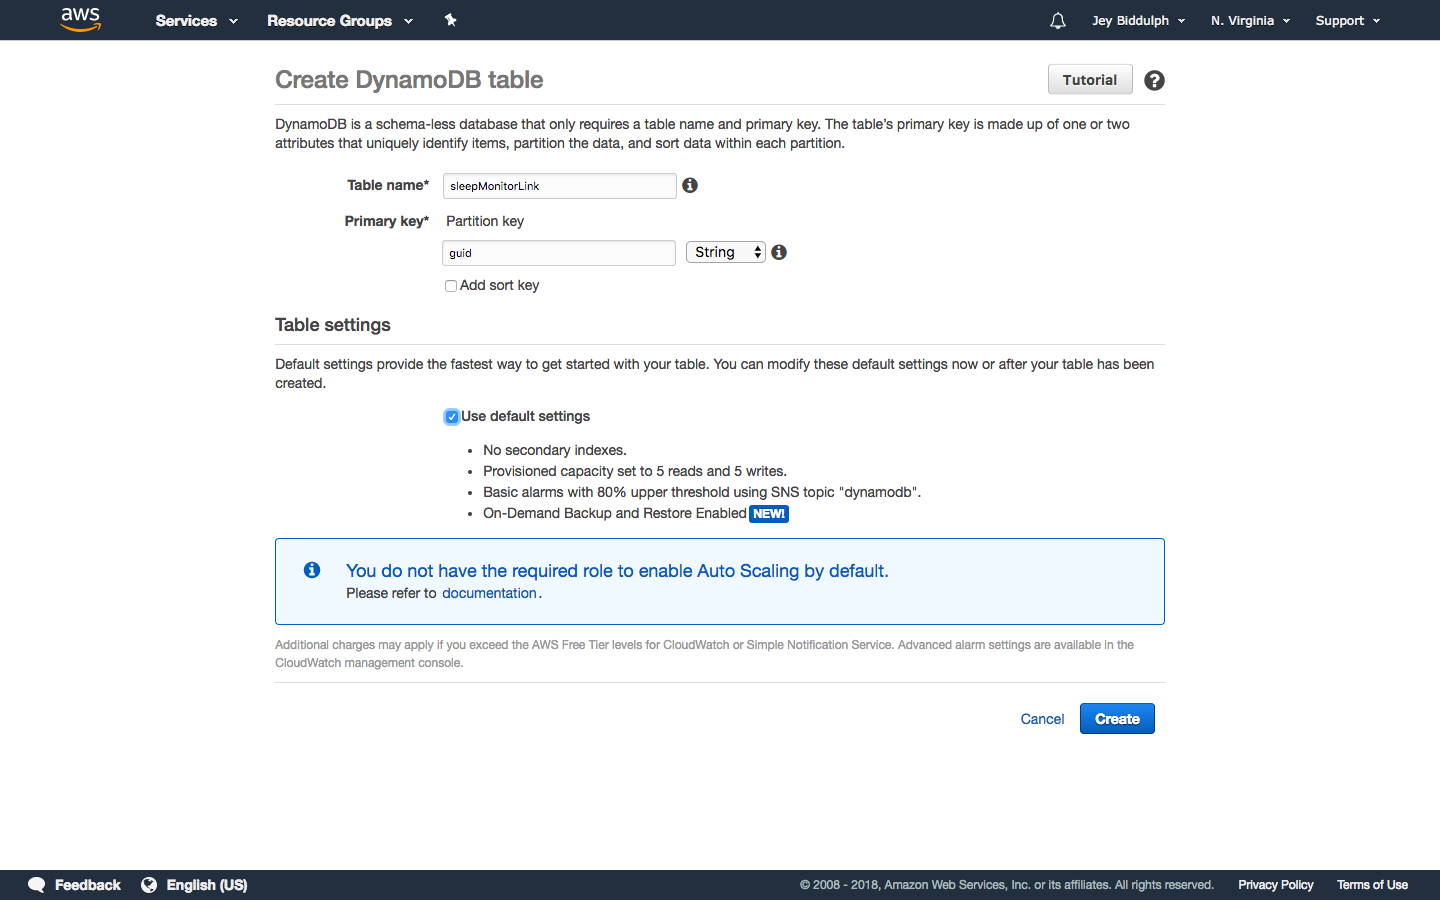 aws Services Resource Groups Jey Biddulph N. Virginia Support
Create DynamoDB table Tutorial ?
DynamoDB is a schema-less database that only requires a table name and primary key. The table’s primary key is made up of one or two
attributes that uniquely identify items, partition the data, and sort data within each partition.
Table name* sleepMonitorLink i
Primary key* Partition key
guid String i
Add sort key
Table settings
Default settings provide the fastest way to get started with your table. You can modify these default settings now or after your table has been
created.
Use default settings
• No secondary indexes.
• Provisioned capacity set to 5 reads and 5 writes.
• Basic alarms with 80% upper threshold using SNS topic "dynamodb".
• On-Demand Backup and Restore Enabled NEW!
i You do not have the required role to enable Auto Scaling by default.
Please refer to documentation.
Additional charges may apply if you exceed the AWS Free Tier levels for CloudWatch or Simple Notification Service. Advanced alarm settings are available in the
CloudWatch management console.
Cancel Create
Feedback English (US) © 2008 - 2018, Amazon Web Services, Inc. or its affiliates. All rights reserved. Privacy Policy Terms of Use